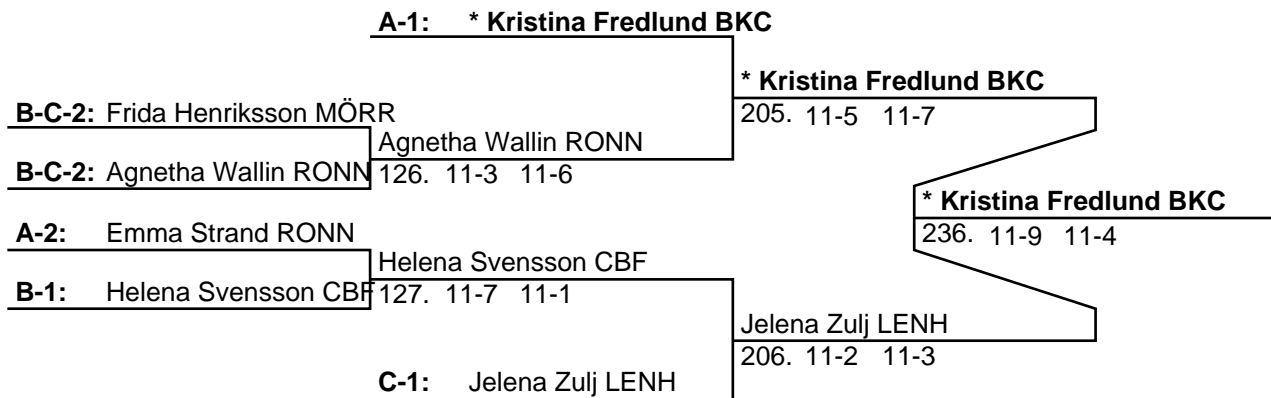 A-1: * Kristina Fredlund BKC
* Kristina Fredlund BKC
B-C-2: Frida Henriksson MÖRR
205. 11-5 11-7
Agnetha Wallin RONN
B-C-2: Agnetha Wallin RONN
126. 11-3 11-6
* Kristina Fredlund BKC
A-2: Emma Strand RONN
236. 11-9 11-4
Helena Svensson CBF
B-1: Helena Svensson CBF
127. 11-7 11-1
Jelena Zulj LENH
206. 11-2 11-3
C-1: Jelena Zulj LENH